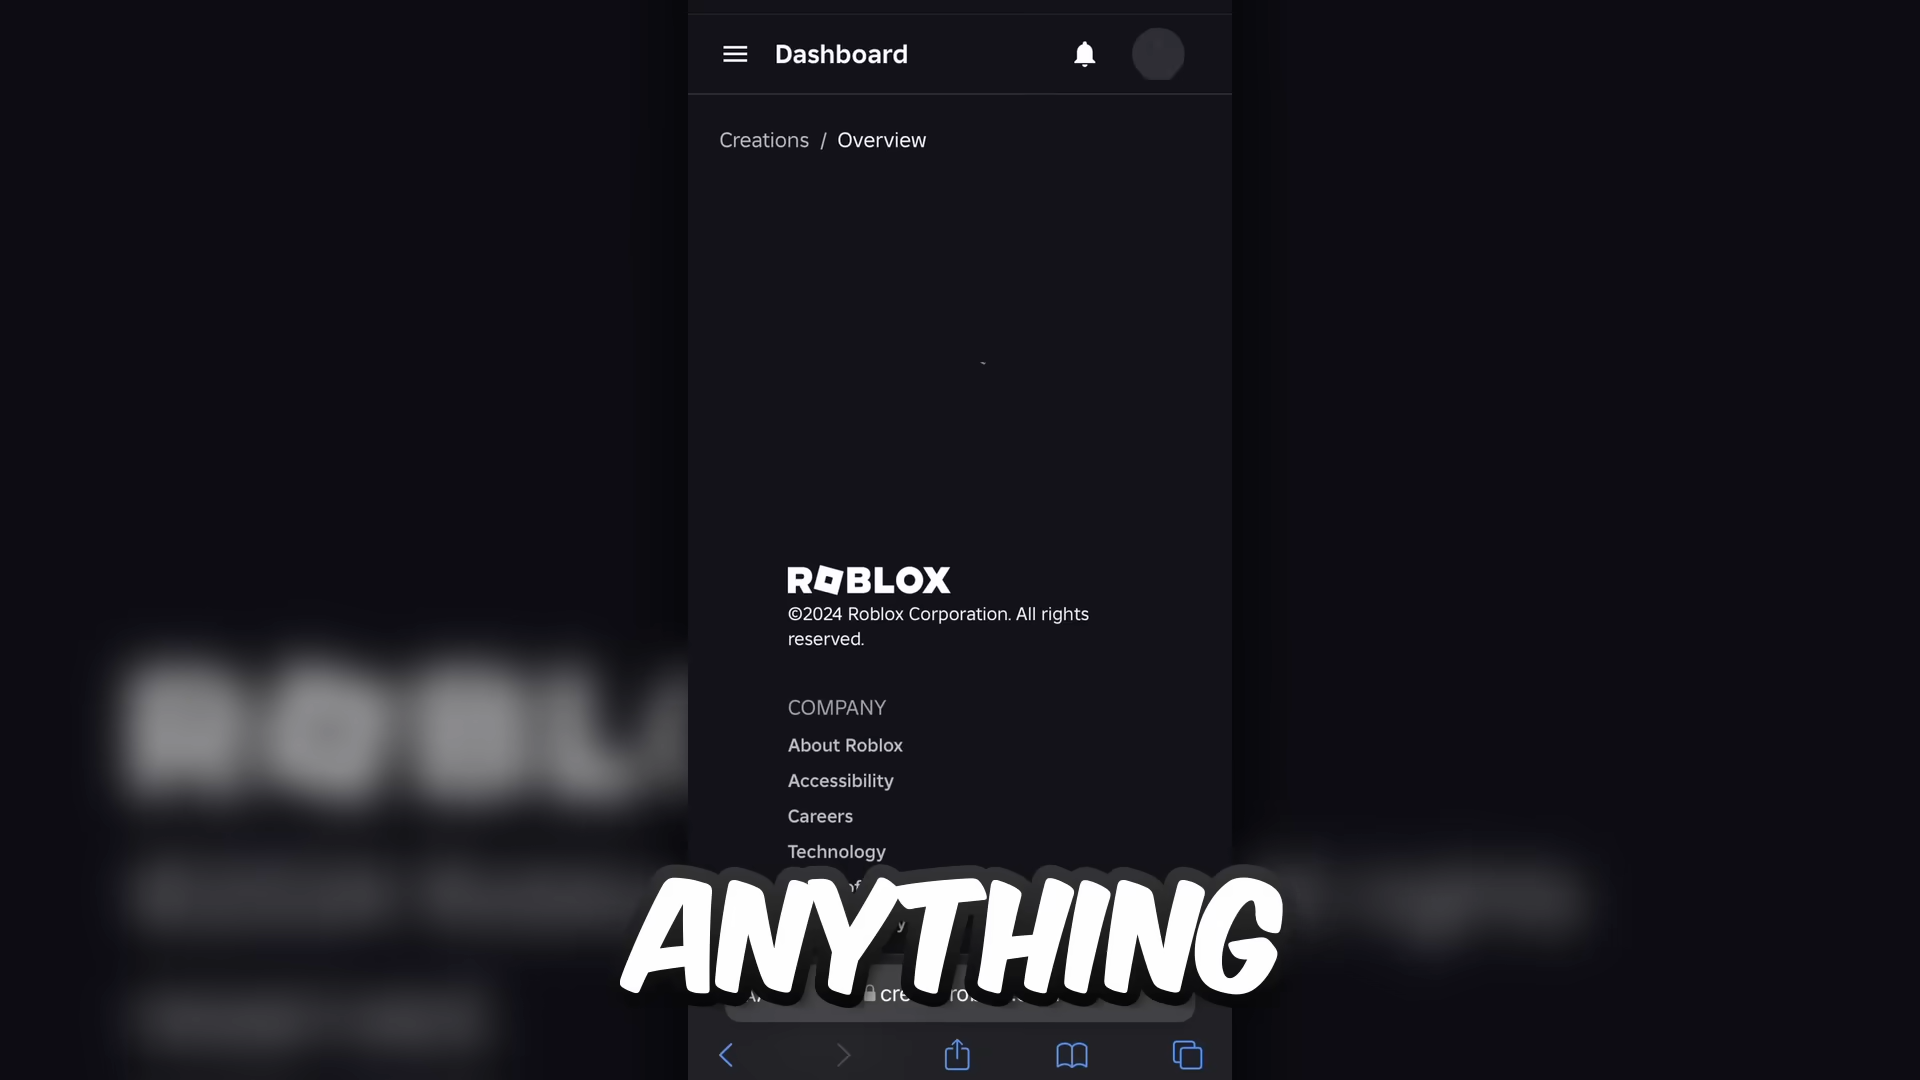 Dashboard
Creations / Overview
ROBLOX
©2024 Roblox Corporation. All rights
reserved.
COMPANY
About Roblox
Accessibility
Careers
Technology
ANYTHING